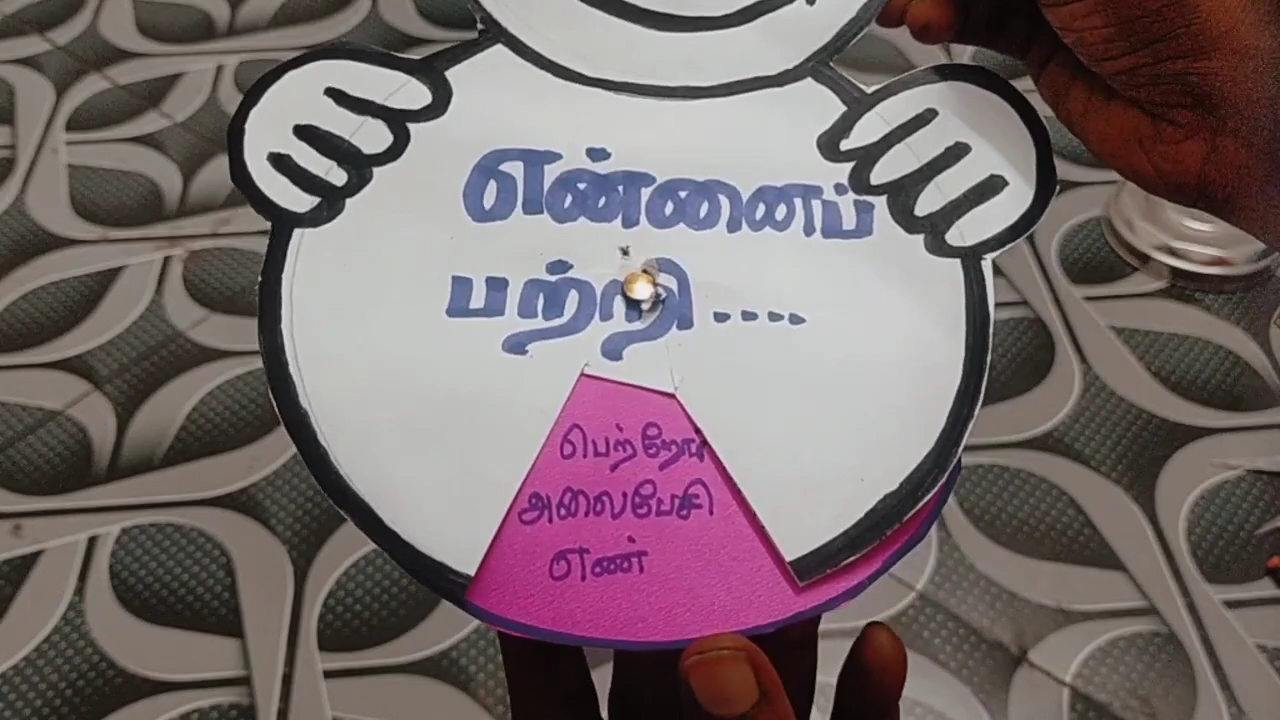 என்னைப்
பற்றி ....
பெற்றோர்
அலைபேசி
எண்